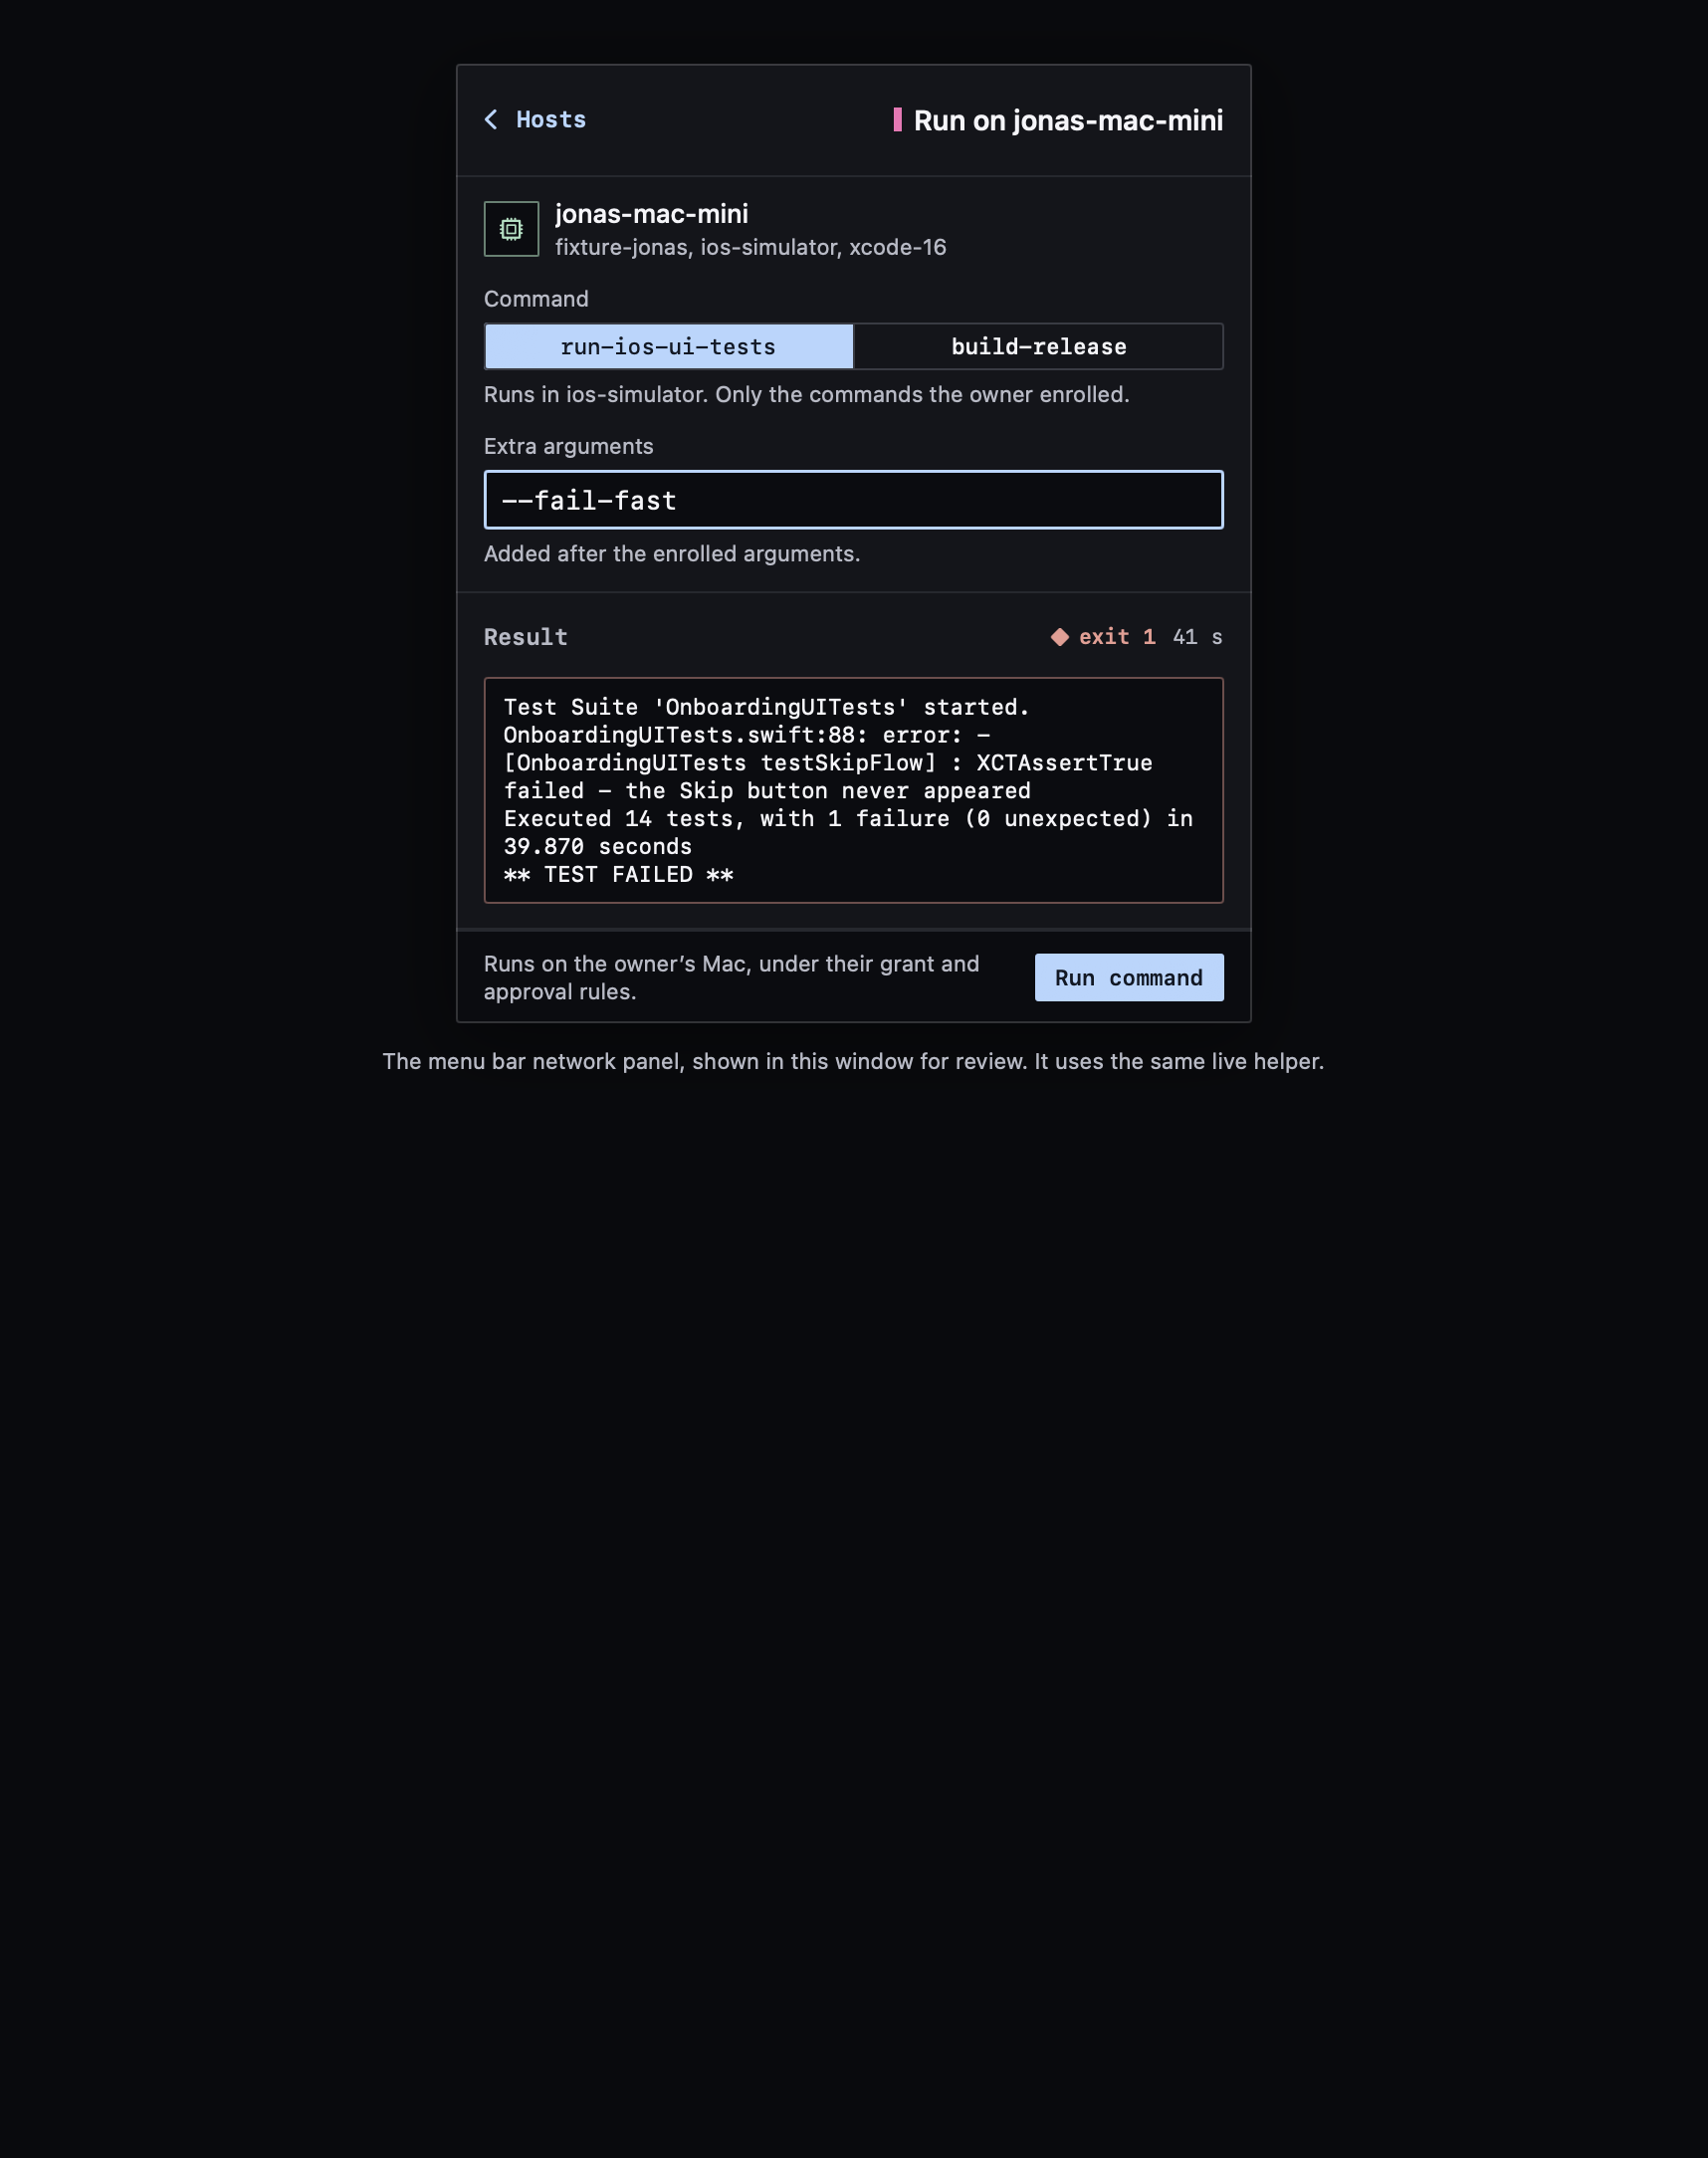 Hosts
Run on jonas-mac-mini
jonas-mac-mini
fixture-jonas, ios-simulator, xcode-16
Command
run-ios-ui-tests
build-release
Runs in ios-simulator. Only the commands the owner enrolled.
Extra arguments
--fail-fast
Added after the enrolled arguments.
Result
exit 1 41 s
Test Suite 'OnboardingUITests' started.
OnboardingUITests.swift:88: error: -
[OnboardingUITests testSkipFlow] : XCTAssertTrue
failed - the Skip button never appeared
Executed 14 tests, with 1 failure (0 unexpected) in
39.870 seconds
** TEST FAILED **
Runs on the owner’s Mac, under their grant and
approval rules.
Run command
The menu bar network panel, shown in this window for review. It uses the same live helper.